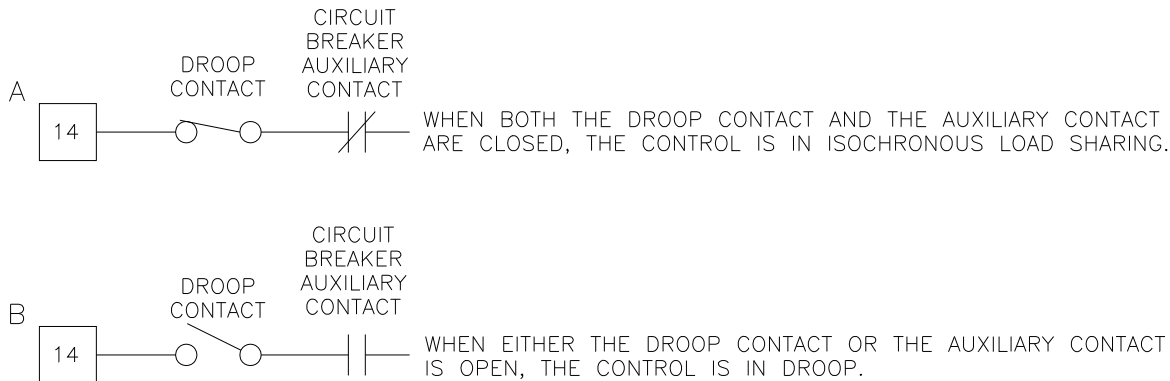 CIRCUIT
BREAKER
AUXILIARY
CONTACT
DROOP
CONTACT
A
14
WHEN BOTH THE DROOP CONTACT AND THE AUXILIARY CONTACT
ARE CLOSED, THE CONTROL IS IN ISOCHRONOUS LOAD SHARING.
CIRCUIT
BREAKER
AUXILIARY
CONTACT
DROOP
CONTACT
B
14
WHEN EITHER THE DROOP CONTACT OR THE AUXILIARY CONTACT
IS OPEN, THE CONTROL IS IN DROOP.